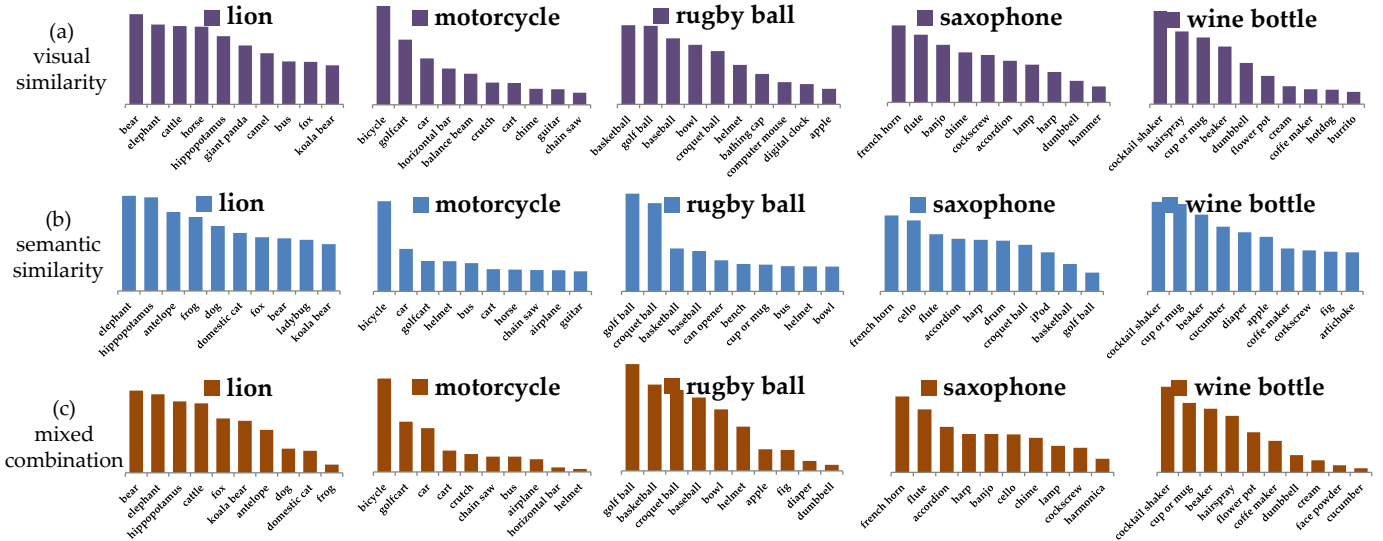 (a)
visual
similarity
lion
bear
elephant
cattle
horse
hippopotamus
giant panda
camel
bus
fox
koala bear
motorcycle
bicycle
golfcart
car
horizontal bar
balance beam
crutch
cart
chime
guitar
chain saw
rugby ball
basketball
golf ball
baseball
bowl
croquet ball
helmet
bathing cap
computer mouse
digital clock
apple
saxophone
french horn
flute
banjo
chime
cockscrew
accordion
lamp
harp
dumbbell
hammer
wine bottle
cocktail shaker
hairspray
cup or mug
beaker
dumbbell
flower pot
cream
coffe maker
hotdog
burrito
(b)
semantic
similarity
lion
elephant
hippopotamus
antelope
frog
dog
domestic cat
fox
bear
ladybug
koala bear
motorcycle
bicycle
car
golfcart
helmet
bus
cart
horse
chain saw
airplane
guitar
rugby ball
golf ball
croquet ball
basketball
baseball
can opener
bench
cup or mug
bus
helmet
bowl
saxophone
french horn
cello
flute
accordion
harp
drum
croquet ball
iPod
basketball
golf ball
wine bottle
cocktail shaker
cup or mug
beaker
cucumber
diaper
apple
coffe maker
corkscrew
fig
artichoke
(c)
mixed
combination
lion
bear
elephant
hippopotamus
cattle
fox
koala bear
antelope
dog
domestic cat
frog
motorcycle
bicycle
golfcart
car
cart
crutch
chain saw
bus
airplane
horizontal bar
helmet
rugby ball
golf ball
basketball
croquet ball
baseball
bowl
helmet
apple
fig
diaper
dumbbell
saxophone
french horn
flute
accordion
harp
banjo
cello
chime
lamp
cockscrew
harmonica
wine bottle
cocktail shaker
cup or mug
beaker
hairspray
flower pot
coffe maker
dumbbell
cream
face powder
cucumber